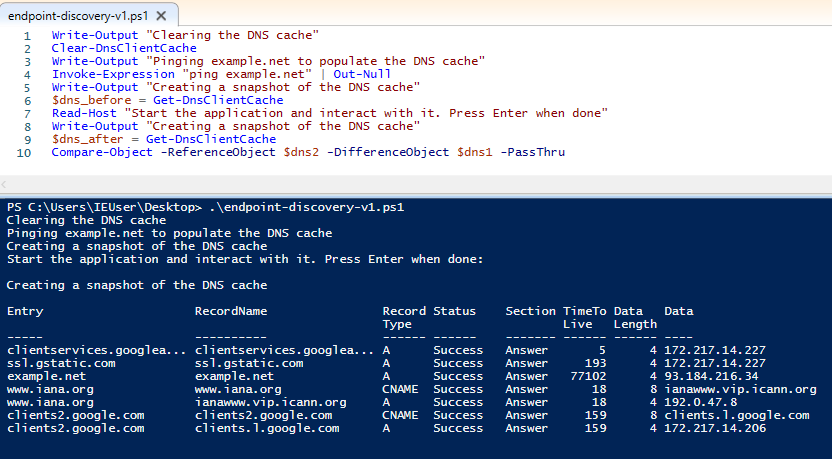 endpoint-discovery-v1.ps1
1 Write-Output "Clearing the DNS cache"
2 Clear-DnsClientCache
3 Write-Output "Pinging example.net to populate the DNS cache"
4 Invoke-Expression "ping example.net" | Out-Null
5 Write-Output "Creating a snapshot of the DNS cache"
6 $dns_before = Get-DnsClientCache
7 Read-Host "Start the application and interact with it. Press Enter when done"
8 Write-Output "Creating a snapshot of the DNS cache"
9 $dns_after = Get-DnsClientCache
10 Compare-Object -ReferenceObject $dns2 -DifferenceObject $dns1 -PassThru
PS C:\Users\IEUser\Desktop> .\endpoint-discovery-v1.ps1
Clearing the DNS cache
Pinging example.net to populate the DNS cache
Creating a snapshot of the DNS cache
Start the application and interact with it. Press Enter when done:
Creating a snapshot of the DNS cache
Entry RecordName Record Status Section TimeTo Data Data
Type Live Length
----- ---------- ------ ------ ------- ------ ------ ----
clientservices.googlea... clientservices.googlea... A Success Answer 5 4 172.217.14.227
ssl.gstatic.com ssl.gstatic.com A Success Answer 193 4 172.217.14.227
example.net example.net A Success Answer 77102 4 93.184.216.34
www.iana.org www.iana.org CNAME Success Answer 18 8 ianawww.vip.icann.org
www.iana.org ianawww.vip.icann.org A Success Answer 18 4 192.0.47.8
clients2.google.com clients2.google.com CNAME Success Answer 159 8 clients.l.google.com
clients2.google.com clients.l.google.com A Success Answer 159 4 172.217.14.206